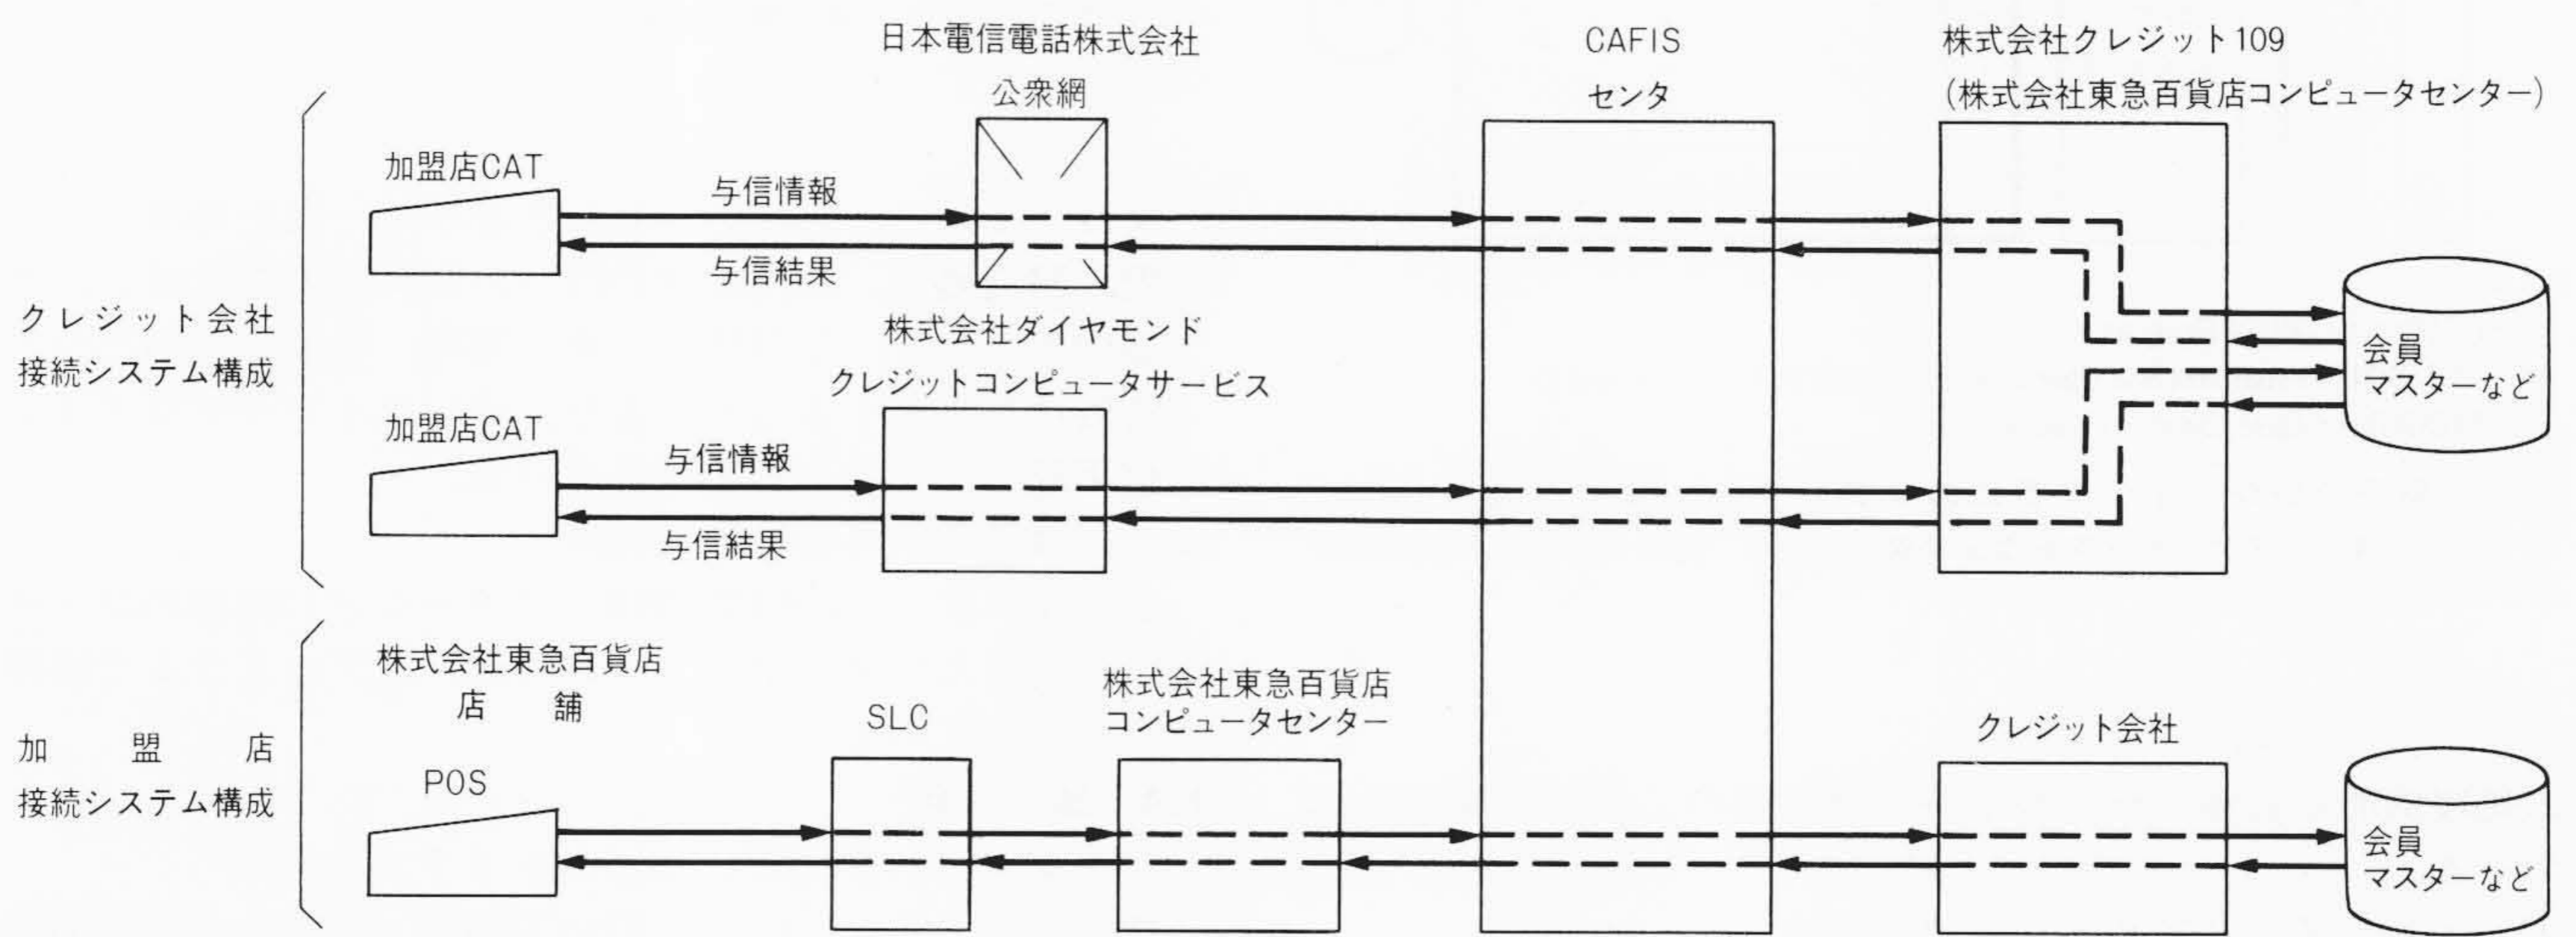 日本電信電話株式会社
公衆網
CAFIS
センタ
株式会社クレジット109
(株式会社東急百貨店コンピュータセンター)
加盟店CAT
与信情報
与信結果
クレジット会社
接続システム構成
株式会社ダイヤモンド
クレジットコンピュータサービス
加盟店CAT
与信情報
与信結果
会員
マスターなど
株式会社東急百貨店
店 舗
POS
SLC
株式会社東急百貨店
コンピュータセンター
クレジット会社
加 盟 店
接続システム構成
会員
マスターなど